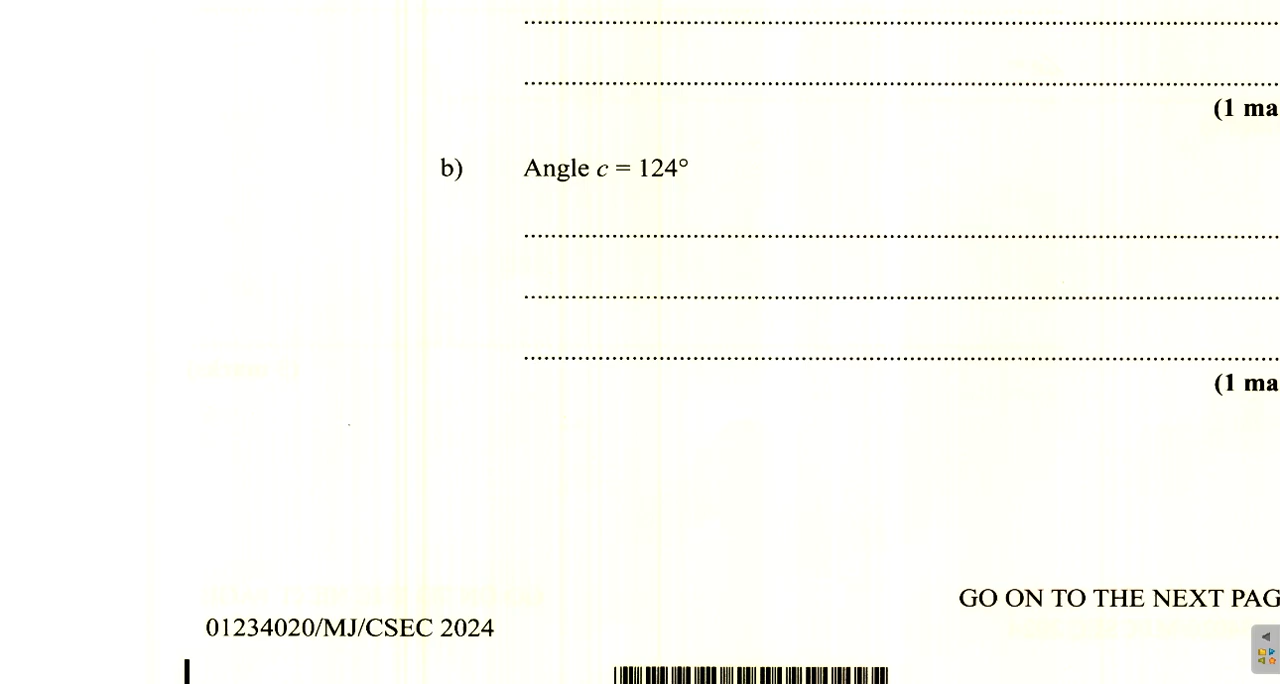 (1 ma
b) Angle c = 124°
(1 ma
GO ON TO THE NEXT PAG
01234020/MJ/CSEC 2024